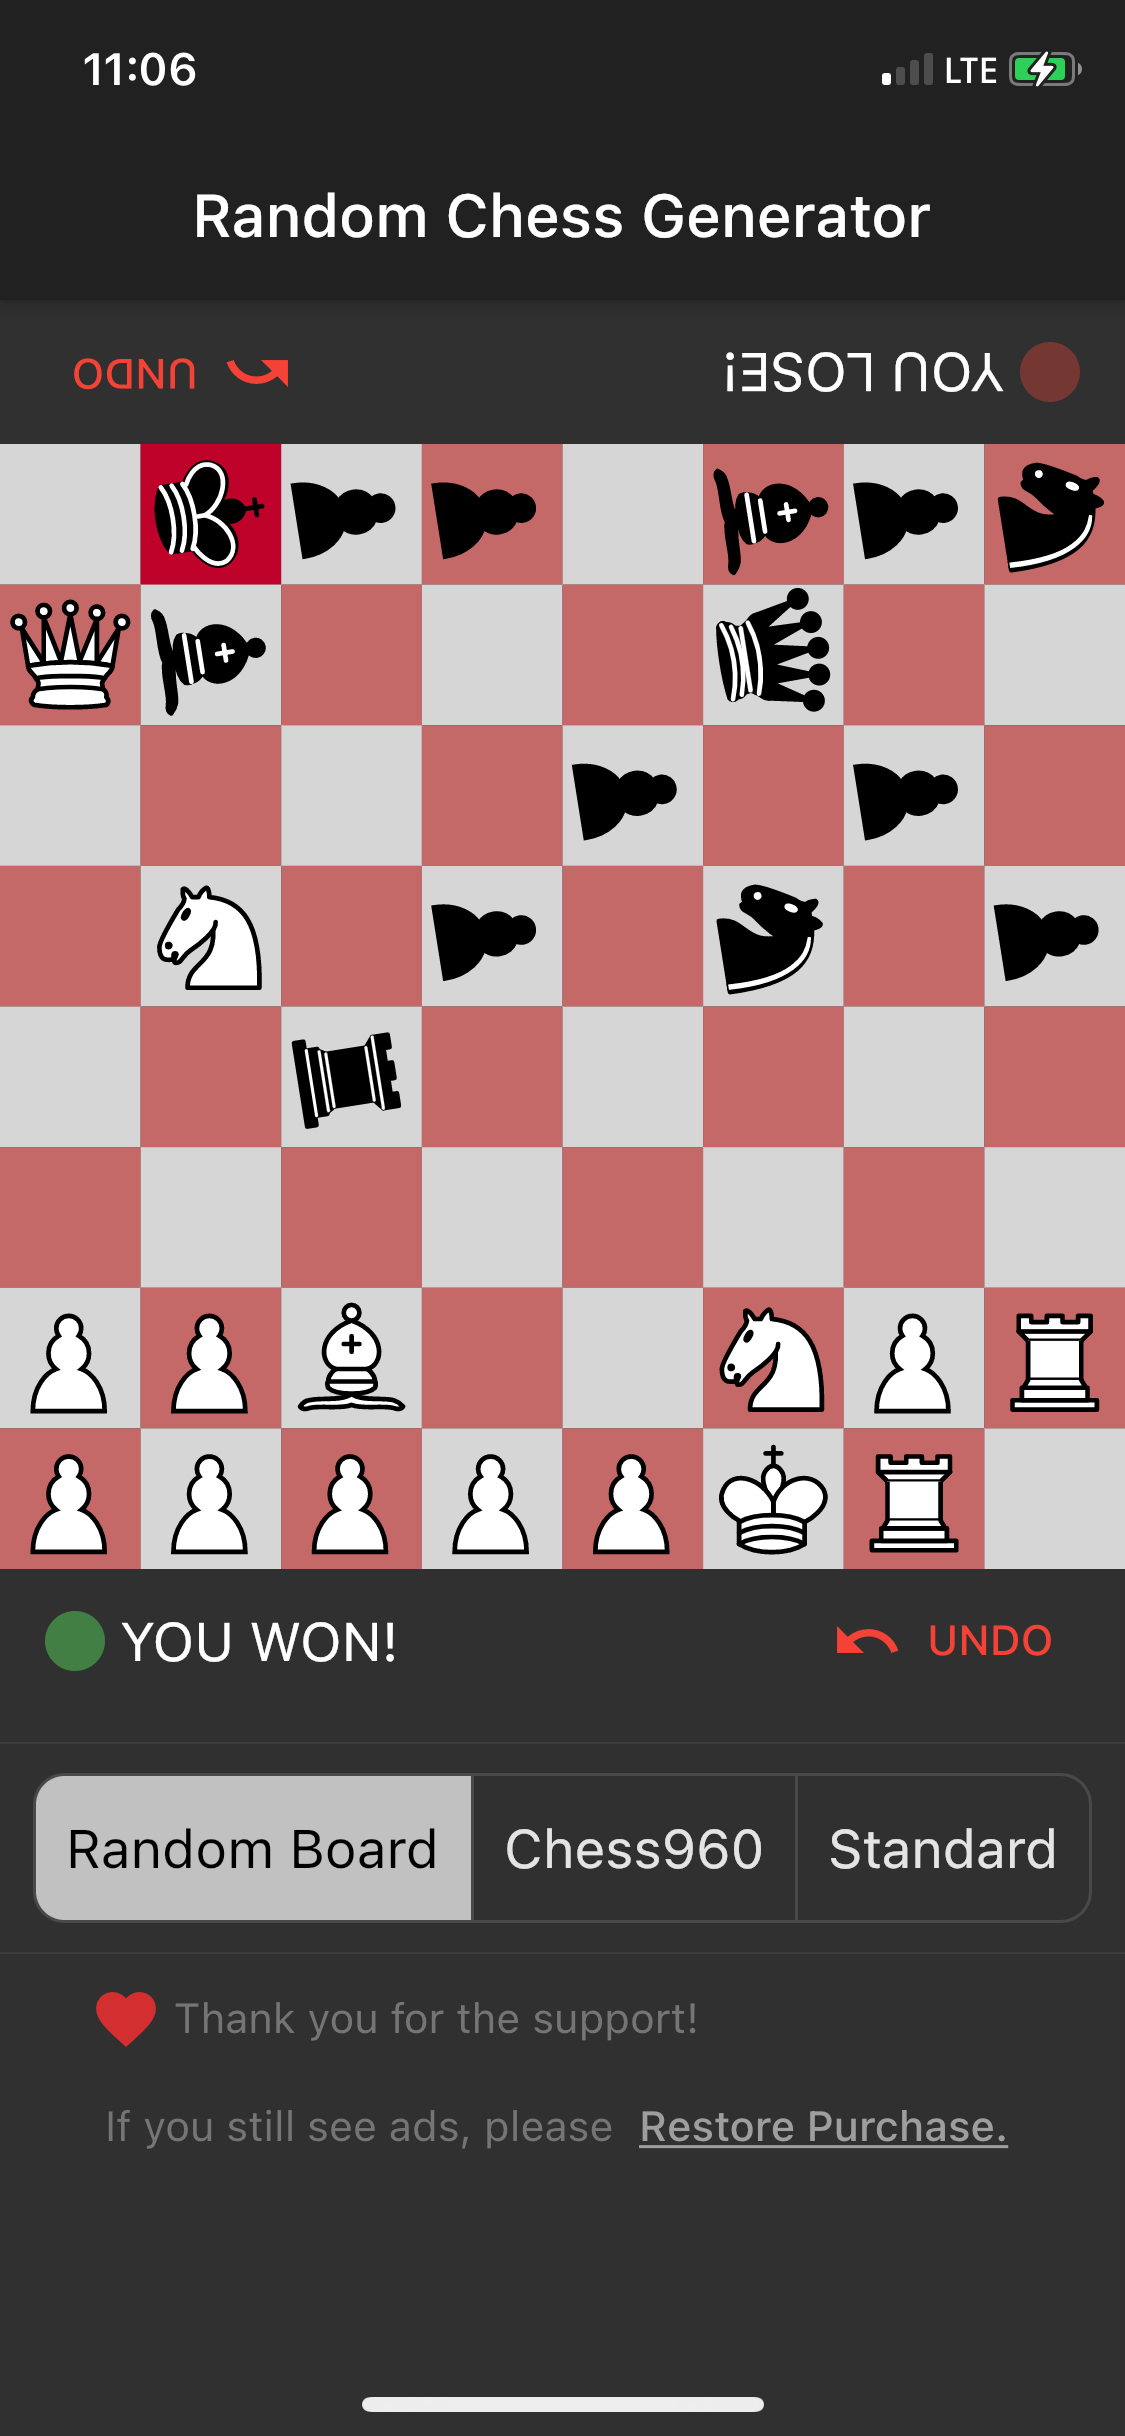 11:06
LTE
Random Chess Generator
UNDO
YOU LOSE!
YOU WON!
UNDO
Random Board
Chess960
Standard
Thank you for the support!
If you still see ads, please Restore Purchase.